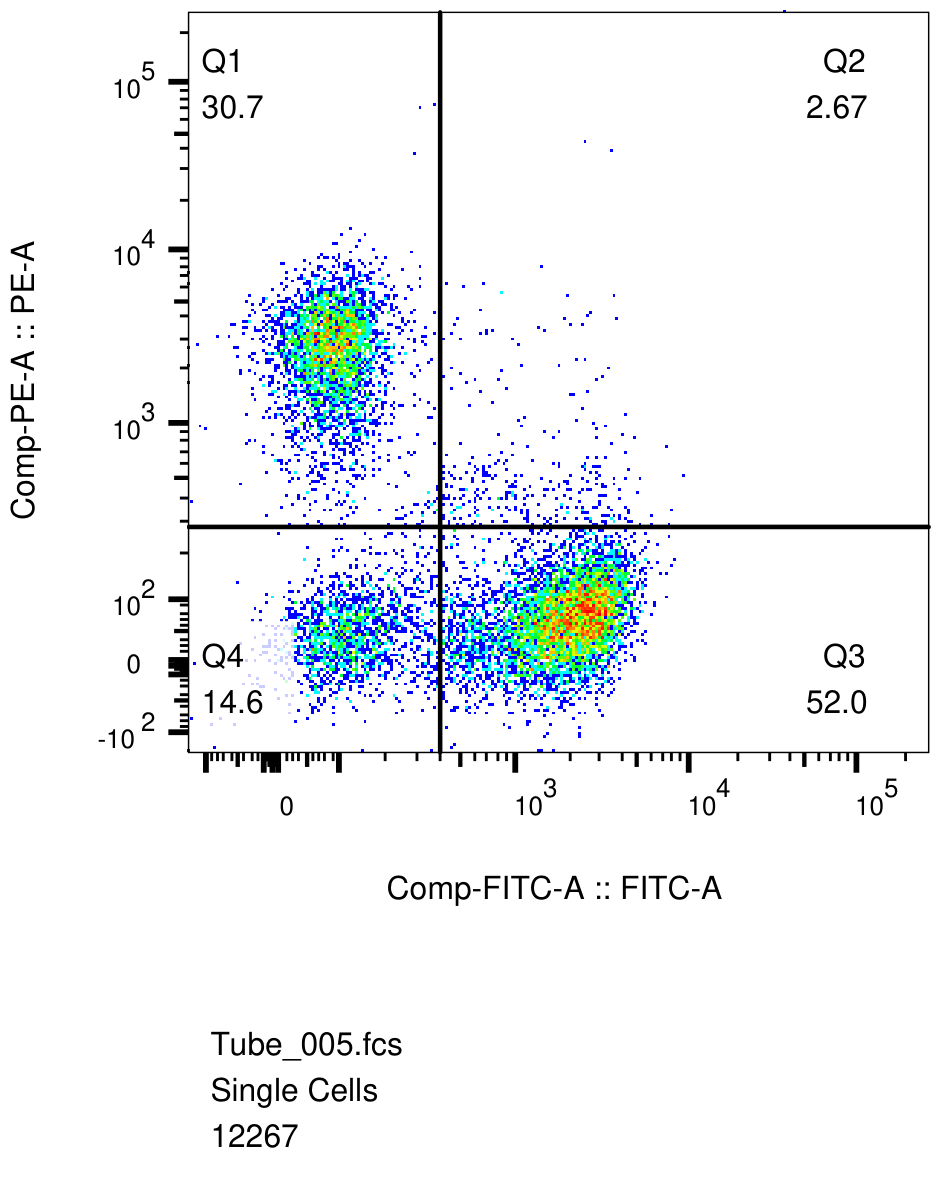 Q1
30.7
Q2
2.67
Q4
14.6
Q3
52.0
10^5
10^4
10^3
10^2
0
-10^2
Comp-PE-A :: PE-A
0
10^3
10^4
10^5
Comp-FITC-A :: FITC-A
Tube_005.fcs
Single Cells
12267